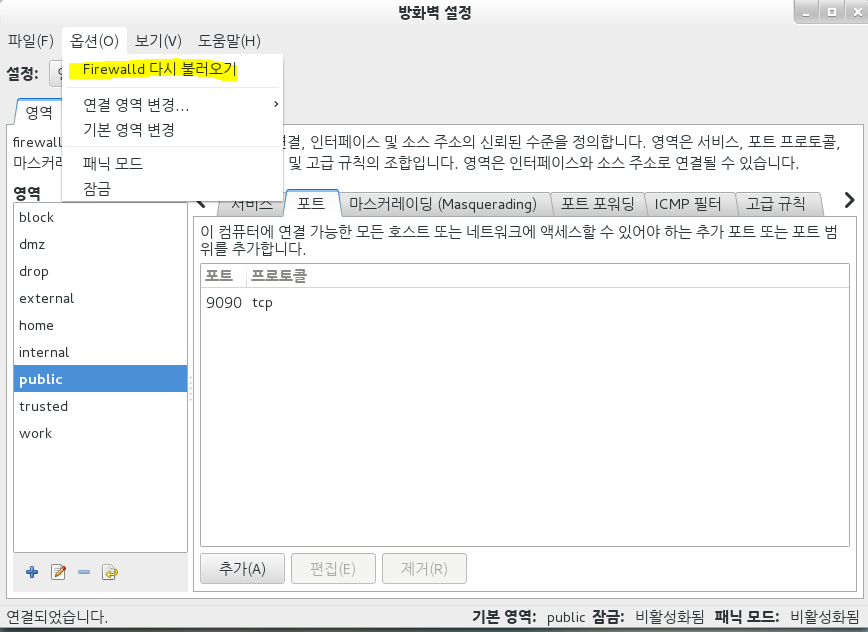 방화벽 설정
파일(F) 옵션(O) 보기(V) 도움말(H)
설정:
Firewalld 다시 불러오기
연결 영역 변경...
기본 영역 변경
패닉 모드
잠금
영역
firewall 결, 인터페이스 및 소스 주소의 신뢰된 수준을 정의합니다. 영역은 서비스, 포트 프로토콜,
마스커레 및 고급 규칙의 조합입니다. 영역은 인터페이스와 소스 주소로 연결될 수 있습니다.
영역
block
dmz
drop
external
home
internal
public
trusted
work
서비스 포트 마스커레이딩 (Masquerading) 포트 포워딩 ICMP 필터 고급 규칙
이 컴퓨터에 연결 가능한 모든 호스트 또는 네트워크에 액세스할 수 있어야 하는 추가 포트 또는 포트 범
위를 추가합니다.
포트 프로토콜
9090 tcp
추가(A) 편집(E) 제거(R)
연결되었습니다.
기본 영역: public 잠금: 비활성화됨 패닉 모드: 비활성화됨